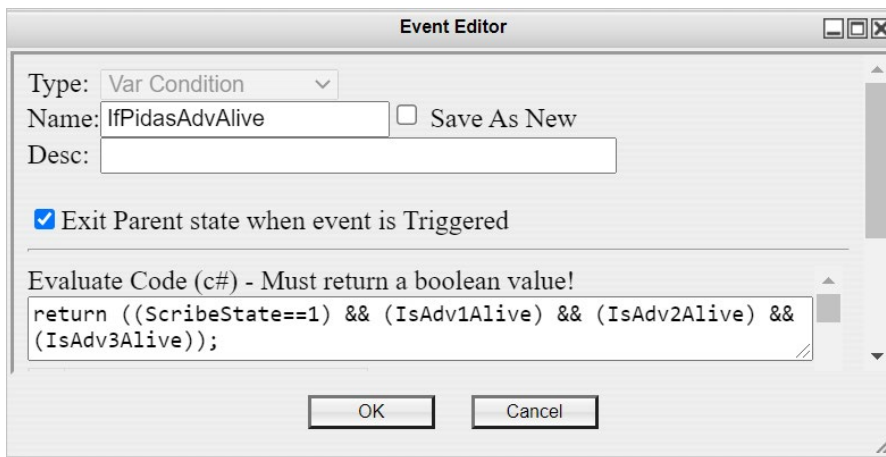 Event Editor
Type: Var Condition
Name: IfPidasAdvAlive Save As New
Desc:
Exit Parent state when event is Triggered
Evaluate Code (c#) - Must return a boolean value!
return ((ScribeState==1) && (IsAdv1Alive) && (IsAdv2Alive) &&
(IsAdv3Alive));
OK Cancel